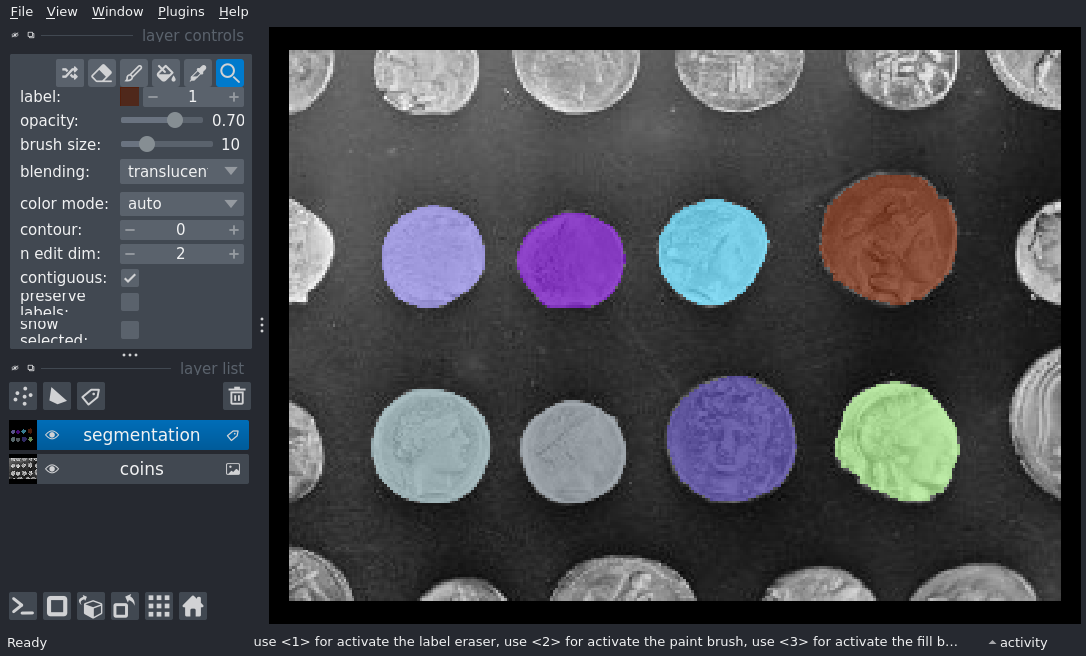 File View Window Plugins Help
layer controls
label: 1
opacity: 0.70
brush size: 10
blending: translucen
color mode: auto
contour: 0
n edit dim: 2
contiguous:
preserve
labels:
show
selected:
layer list
segmentation
coins
Ready use <1> for activate the label eraser, use <2> for activate the paint brush, use <3> for activate the fill b... activity